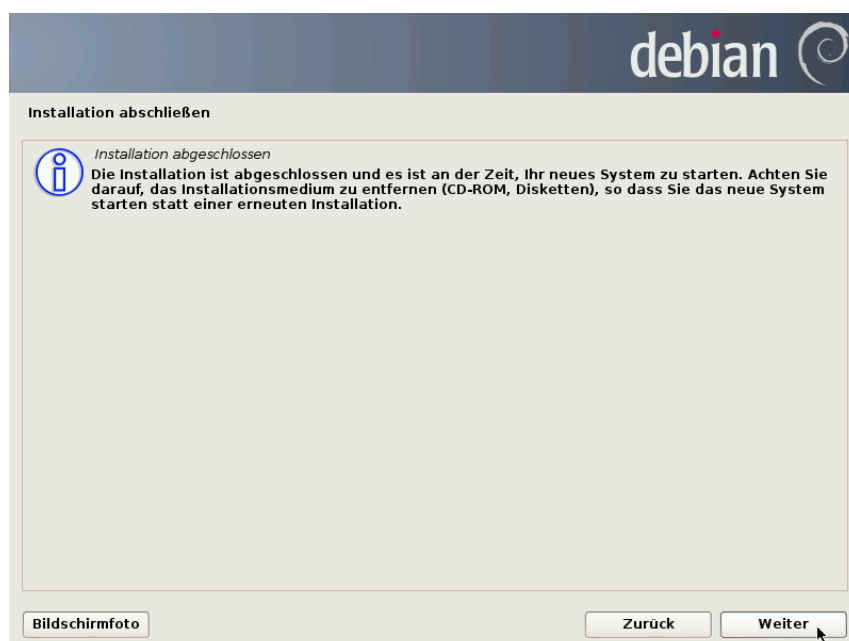 debian
Installation abschließen
Installation abgeschlossen
Die Installation ist abgeschlossen und es ist an der Zeit, Ihr neues System zu starten. Achten Sie
darauf, das Installationsmedium zu entfernen (CD-ROM, Disketten), so dass Sie das neue System
starten statt einer erneuten Installation.
Bildschirmfoto
Zurück
Weiter